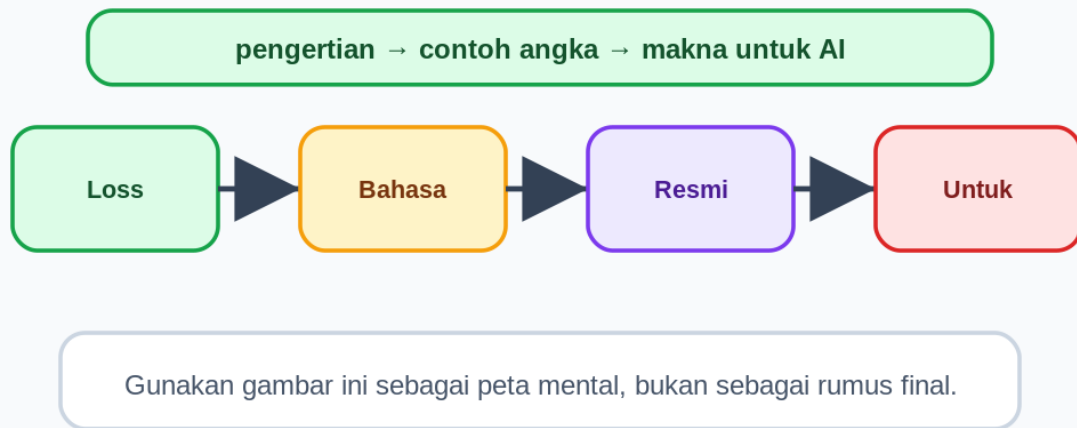 pengertian → contoh angka → makna untuk AI
Loss
Bahasa
Resmi
Untuk
Gunakan gambar ini sebagai peta mental, bukan sebagai rumus final.